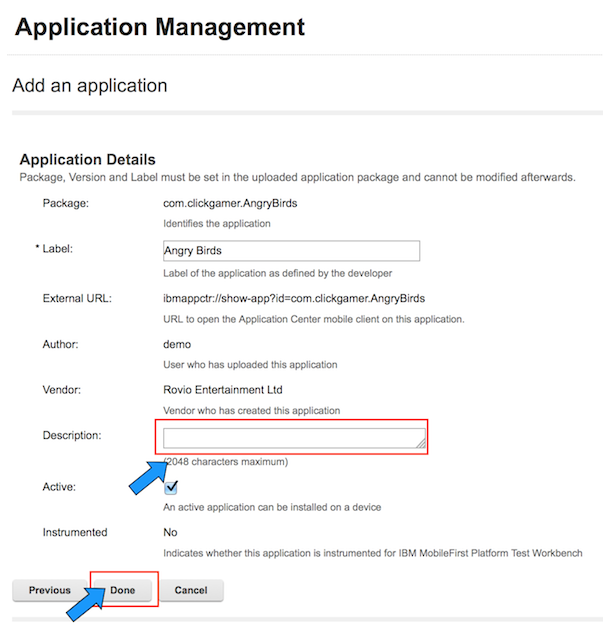 Application Management
Add an application
Application Details
Package, Version and Label must be set in the uploaded application package and cannot be modified afterwards.
Package: com.clickgamer.AngryBirds
Identifies the application
* Label: Angry Birds
Label of the application as defined by the developer
External URL: ibmappctr://show-app?id=com.clickgamer.AngryBirds
URL to open the Application Center mobile client on this application.
Author: demo
User who has uploaded this application
Vendor: Rovio Entertainment Ltd
Vendor who has created this application
Description:
(2048 characters maximum)
Active:
An active application can be installed on a device
Instrumented No
Indicates whether this application is instrumented for IBM MobileFirst Platform Test Workbench
Previous Done Cancel